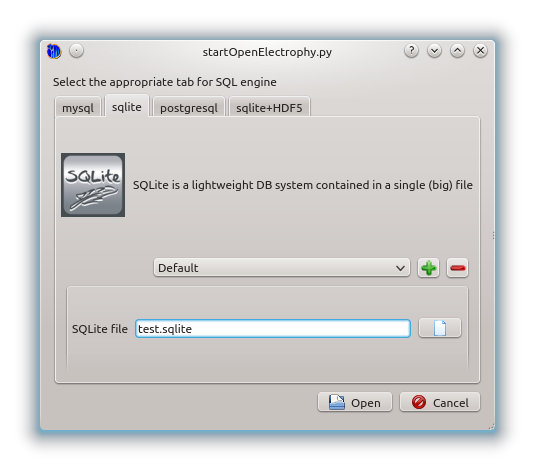 startOpenElectrophy.py
Select the appropriate tab for SQL engine
mysql sqlite postgresql sqlite+HDF5
SQLite
SQLite is a lightweight DB system contained in a single (big) file
Default
SQLite file test.sqlite
Open Cancel